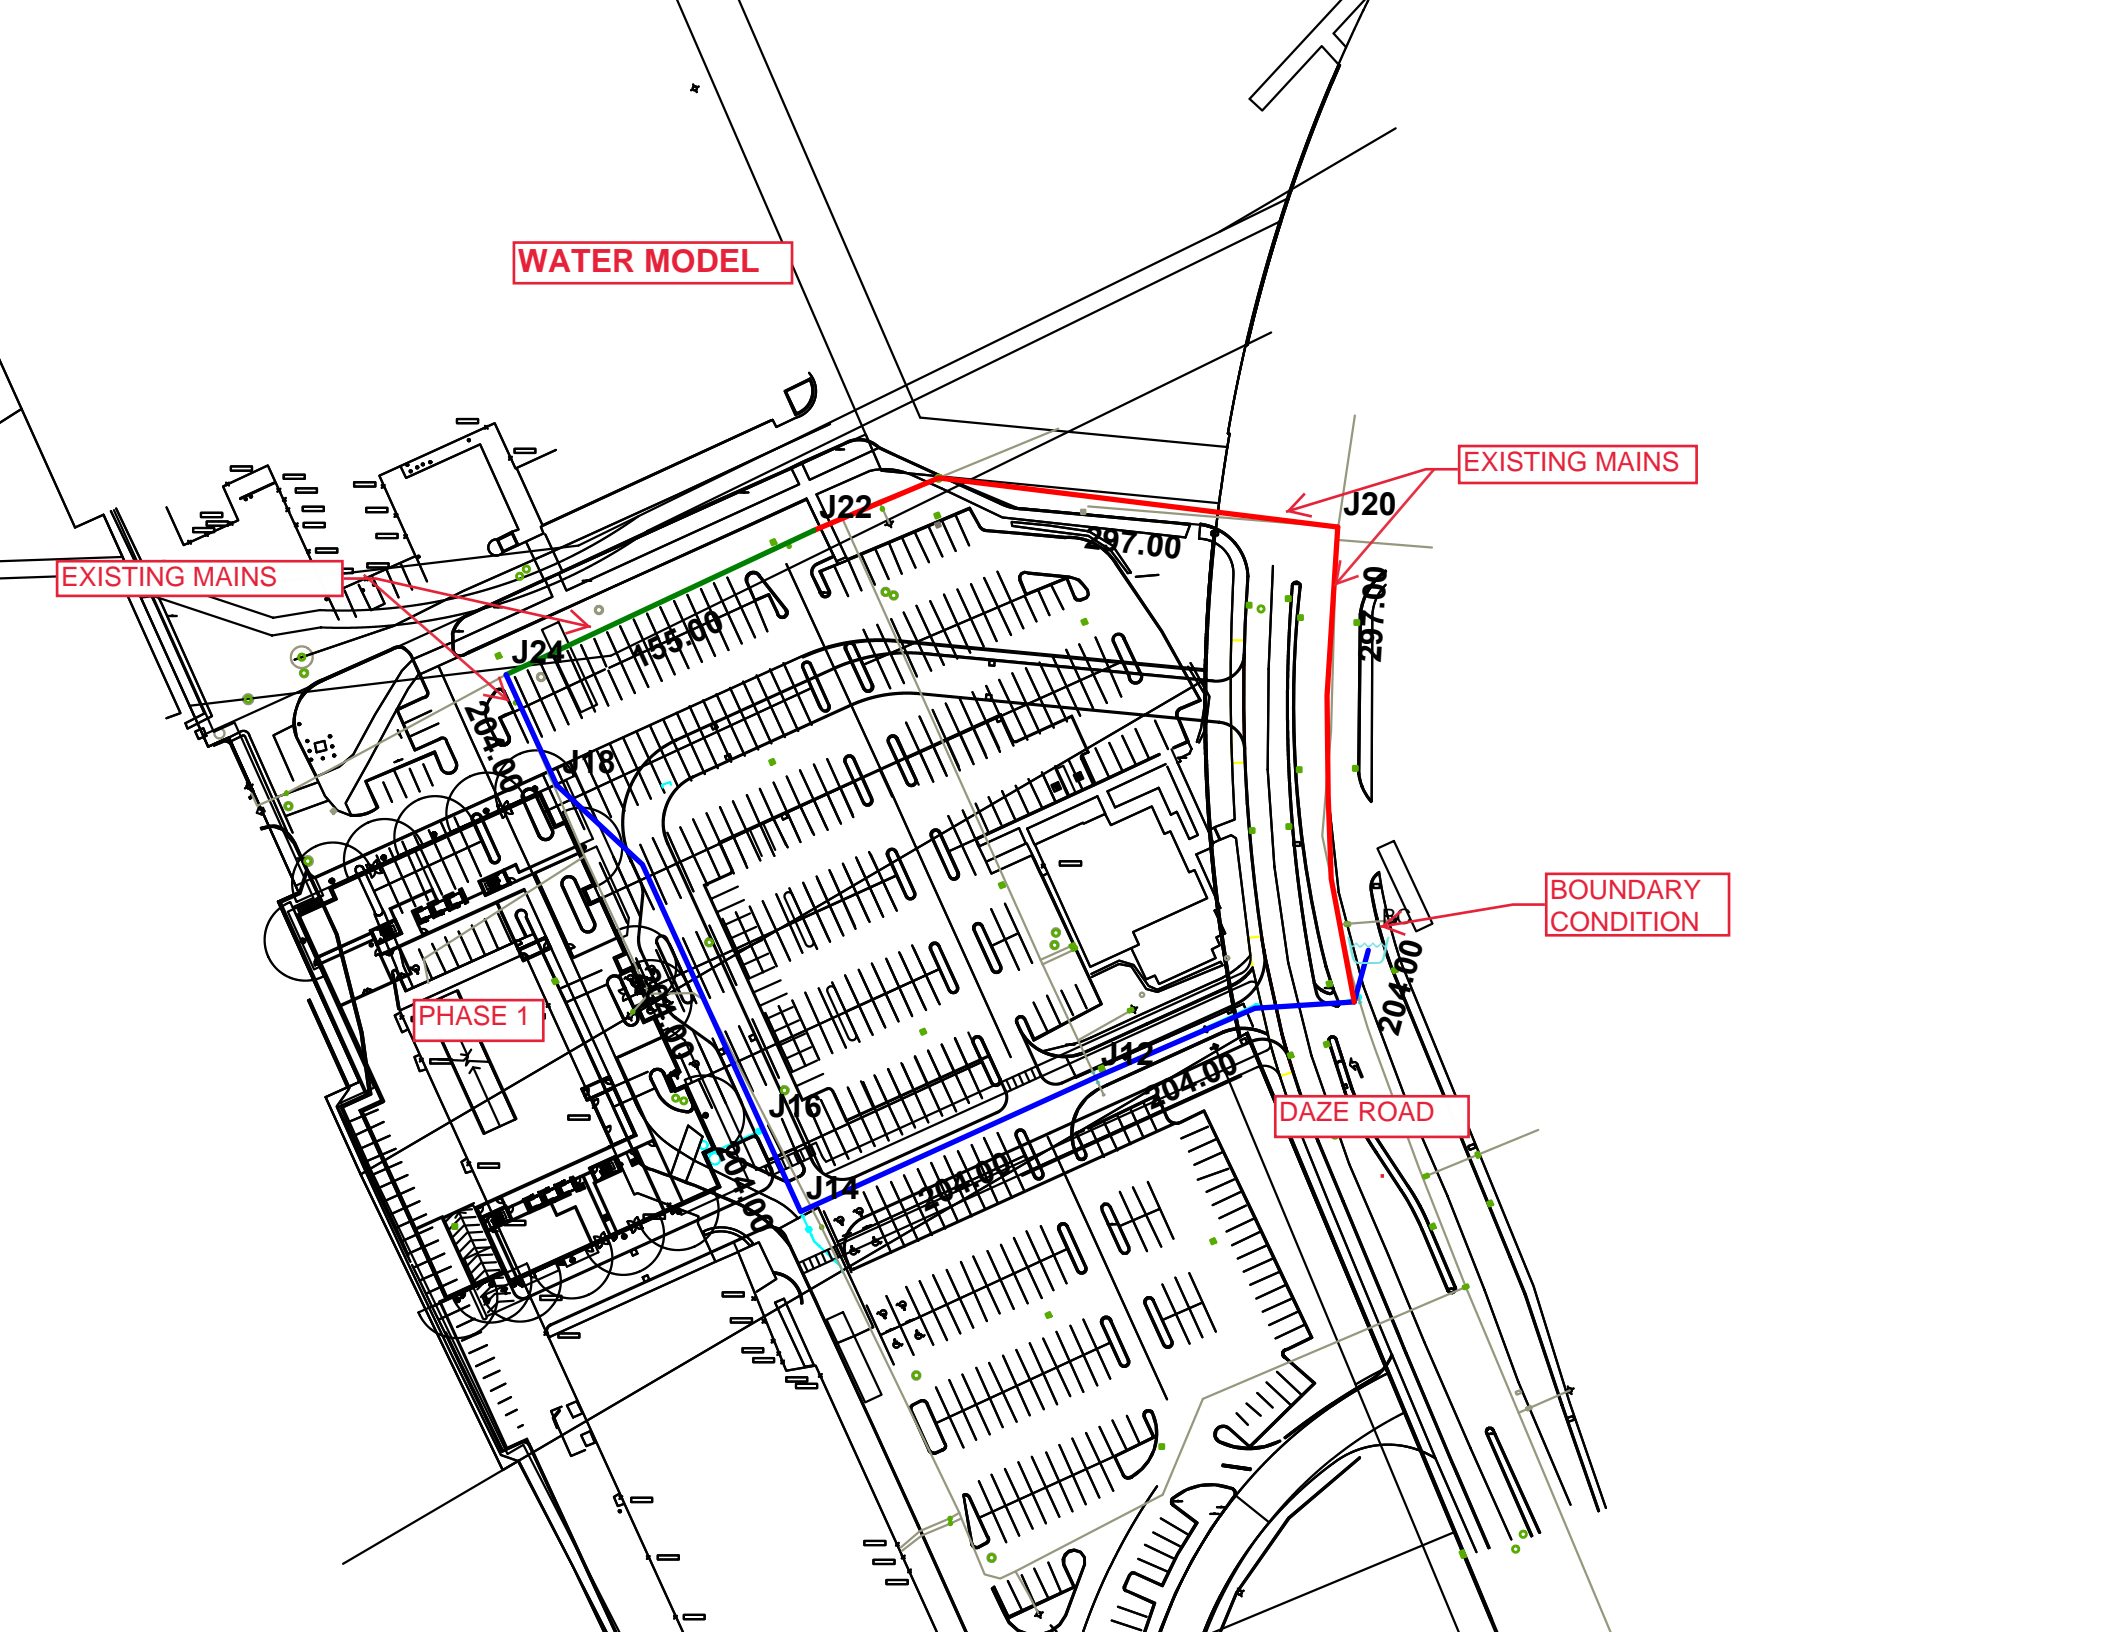 WATER MODEL
EXISTING MAINS
J20
J22
297.00
EXISTING MAINS
297.00
155.00
J24
204.00
J18
BOUNDARY
CONDITION
204.00
PHASE 1
J12
204.00
J16
DAZE ROAD
204.00
J14
204.00